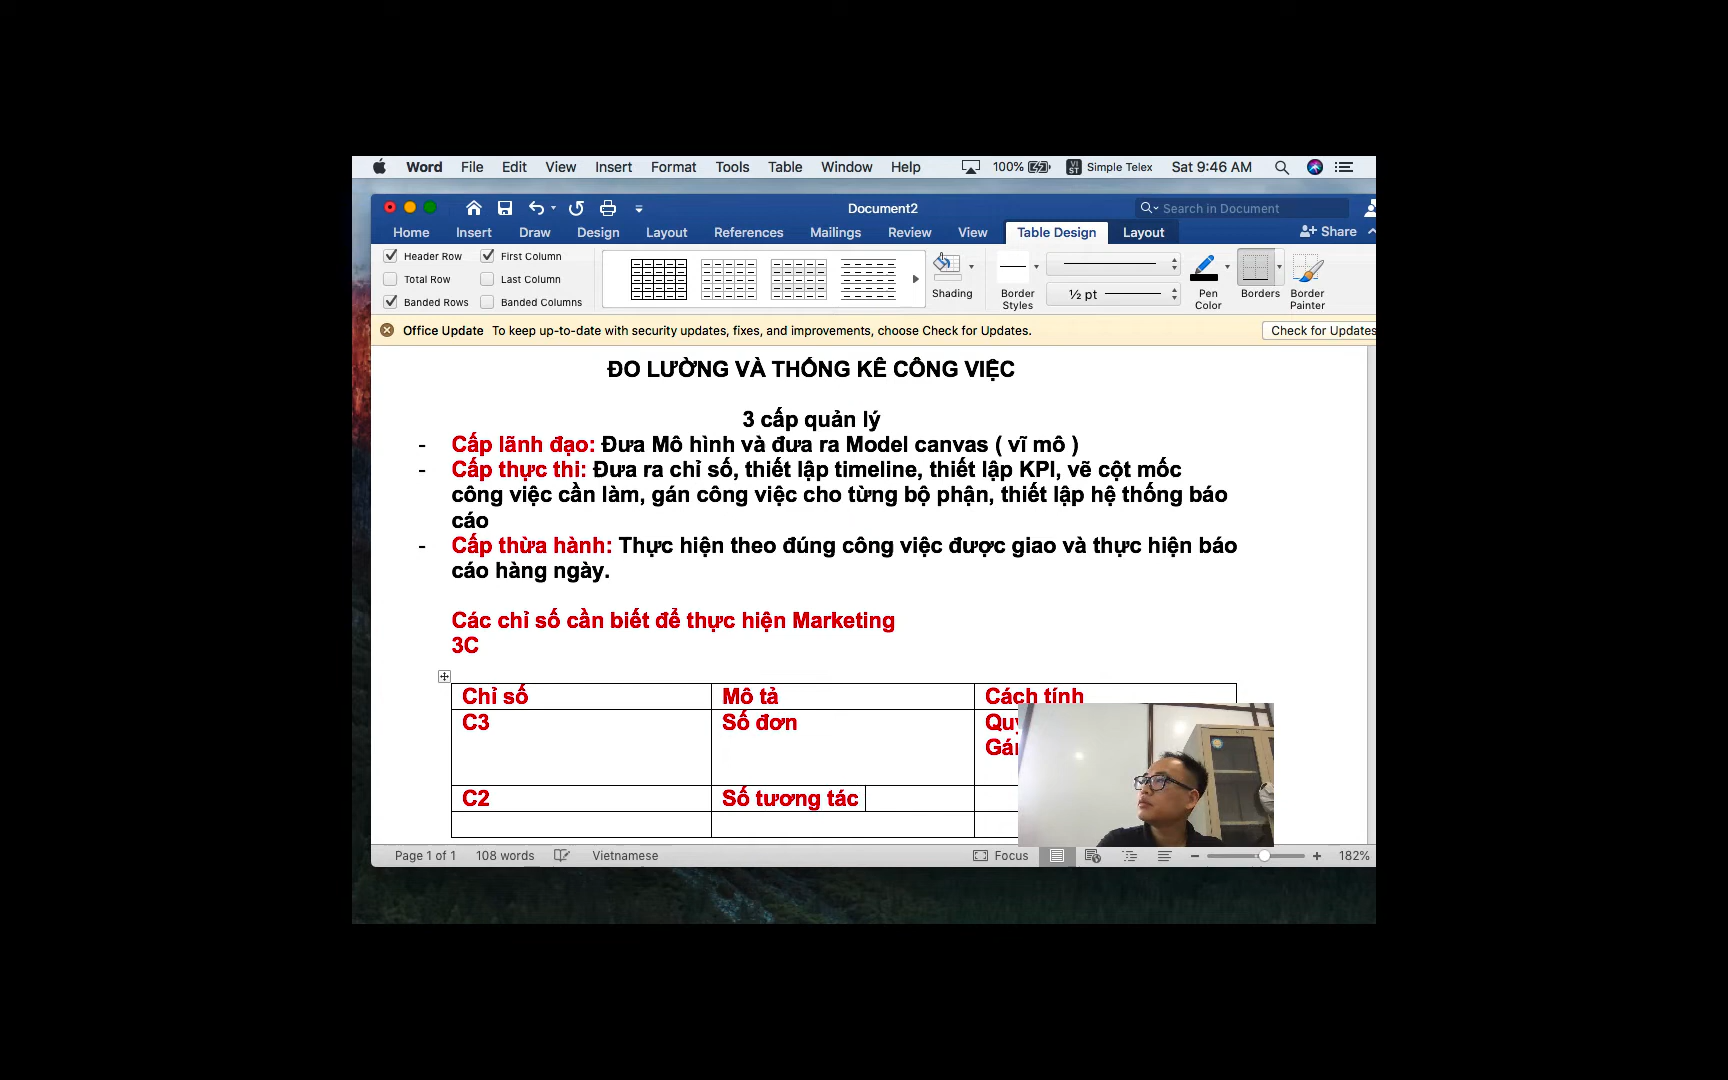 Word File Edit View Insert Format Tools Table Window Help 100% VI ST Simple Telex Sat 9:46 AM
Document2
Search in Document
Home Insert Draw Design Layout References Mailings Review View Table Design Layout Share
Header Row First Column
Total Row Last Column
Banded Rows Banded Columns
Shading
Border Styles
½ pt
Pen Color
Borders
Border Painter
Office Update To keep up-to-date with security updates, fixes, and improvements, choose Check for Updates.
Check for Updates
ĐO LƯỜNG VÀ THỐNG KÊ CÔNG VIỆC
3 cấp quản lý
- Cấp lãnh đạo: Đưa Mô hình và đưa ra Model canvas ( vĩ mô )
- Cấp thực thi: Đưa ra chỉ số, thiết lập timeline, thiết lập KPI, vẽ cột mốc
công việc cần làm, gán công việc cho từng bộ phận, thiết lập hệ thống báo
cáo
- Cấp thừa hành: Thực hiện theo đúng công việc được giao và thực hiện báo
cáo hàng ngày.
Các chỉ số cần biết để thực hiện Marketing
3C
Chỉ số Mô tả Cách tính
C3 Số đơn
C2 Số tương tác
Page 1 of 1 108 words Vietnamese Focus 182%